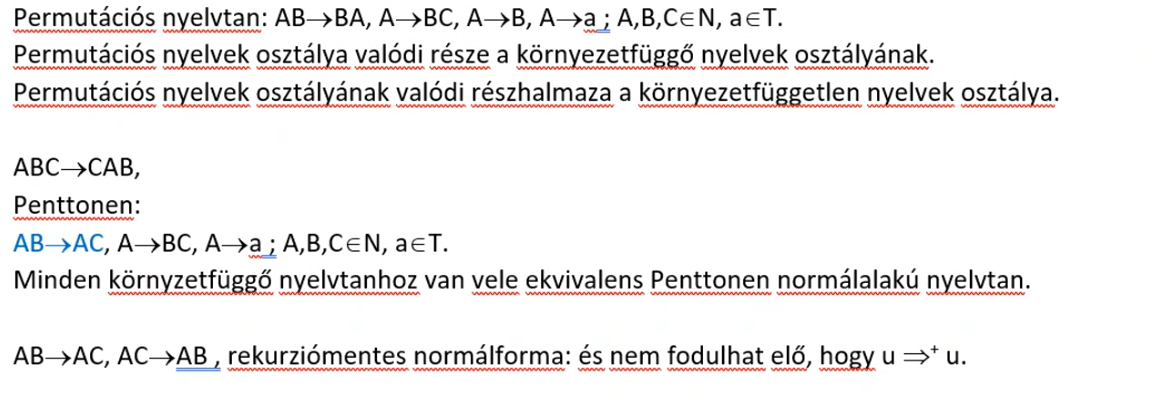 Permutációs nyelvtan: AB→BA, A→BC, A→B, A→a ; A,B,C∈N, a∈T.
Permutációs nyelvek osztálya valódi része a környezetfüggő nyelvek osztályának.
Permutációs nyelvek osztályának valódi részhalmaza a környezetfüggetlen nyelvek osztálya.
ABC→CAB,
Penttonen:
AB→AC, A→BC, A→a ; A,B,C∈N, a∈T.
Minden környzetfüggő nyelvtanhoz van vele ekvivalens Penttonen normálalakú nyelvtan.
AB→AC, AC→AB , rekurziómentes normálforma: és nem fodulhat elő, hogy u ⇒⁺ u.